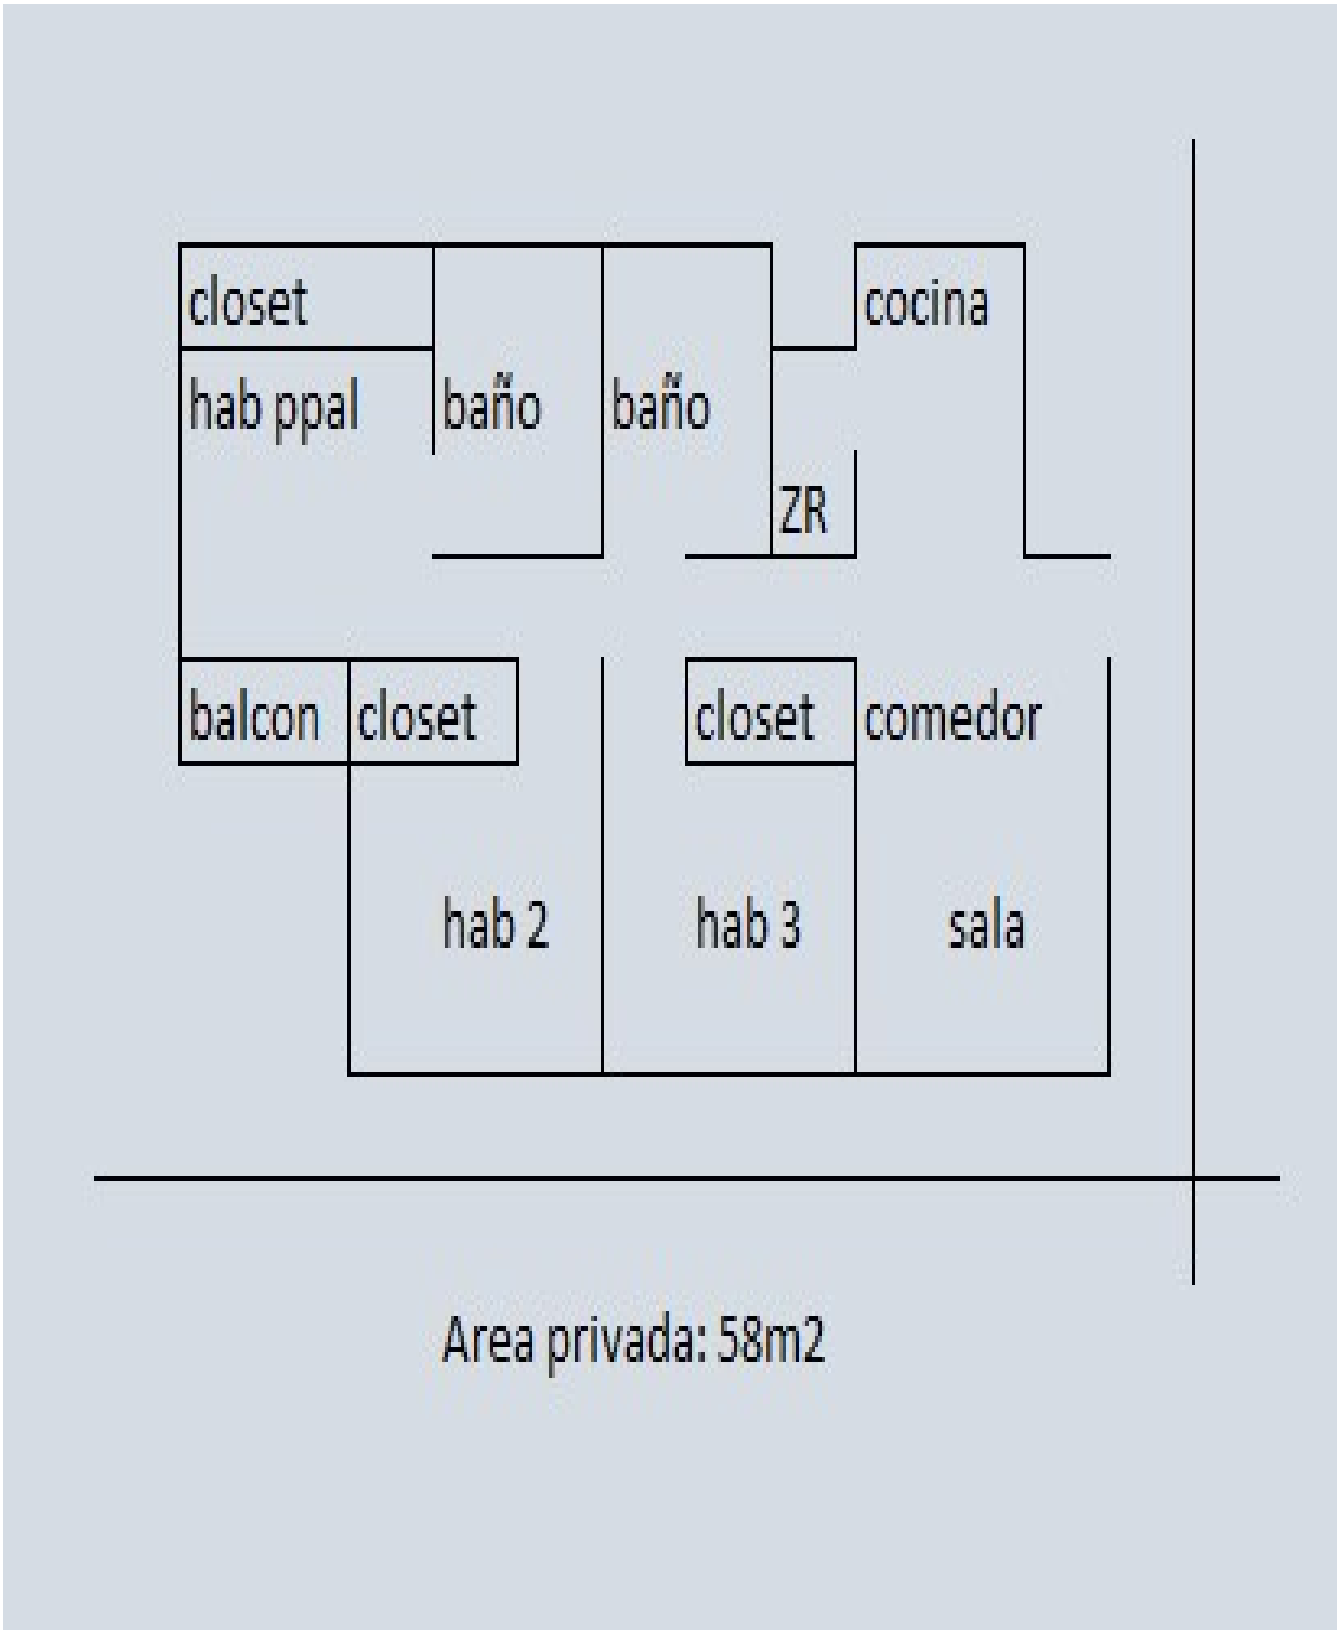 closet
cocina
hab ppal
baño
baño
ZR
balcon
closet
closet
comedor
hab 2
hab 3
sala
Area privada: 58m2